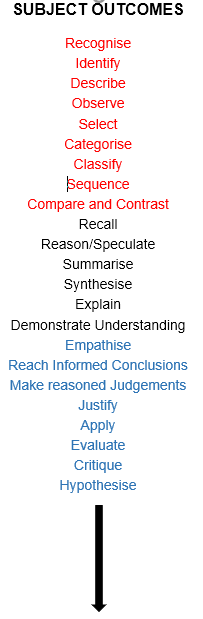 SUBJECT OUTCOMES
Recognise
Identify
Describe
Observe
Select
Categorise
Classify
Sequence
Compare and Contrast
Recall
Reason/Speculate
Summarise
Synthesise
Explain
Demonstrate Understanding
Empathise
Reach Informed Conclusions
Make reasoned Judgements
Justify
Apply
Evaluate
Critique
Hypothesise